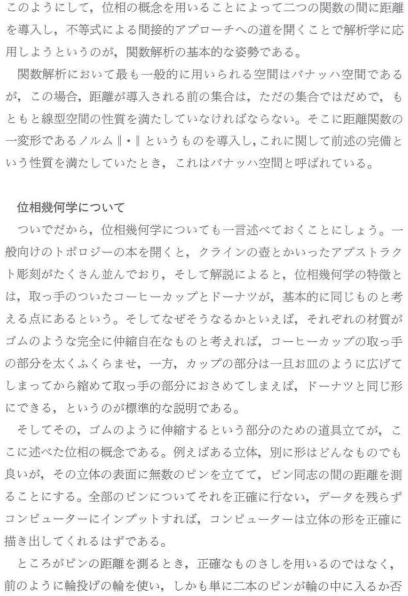 このようにして，位相の概念を用いることによって二つの関数の間に距離
を導入し，不等式による間接的アプローチへの道を開くことで解析学に応
用しようというのが，関数解析の基本的な姿勢である。
関数解析において最も一般的に用いられる空間はバナッハ空間である
が，この場合，距離が導入される前の集合は，ただの集合ではだめで，も
ともと線型空間の性質を満たしていなければならない。そこに距離関数の
一変形であるノルム‖・‖というものを導入し，これに関して前述の完備と
いう性質を満たしていたとき，これはバナッハ空間と呼ばれている。
位相幾何学について
ついでだから，位相幾何学についても一言述べておくことにしょう。一
般向けのトポロジーの本を開くと，クラインの壺とかいったアブストラク
ト彫刻がたくさん並んでおり，そして解説によると，位相幾何学の特徴と
は，取っ手のついたコーヒーカップとドーナツが，基本的に同じものと考
える点にあるという。そしてなぜそうなるかといえば，それぞれの材質が
ゴムのような完全に伸縮自在なものと考えれば，コーヒーカップの取っ手
の部分を太くふくらませ，一方，カップの部分は一旦お皿のように広げて
しまってから縮めて取っ手の部分におさめてしまえば，ドーナツと同じ形
にできる，というのが標準的な説明である。
そしてその，ゴムのように伸縮するという部分のための道具立てが，こ
こに述べた位相の概念である。例えばある立体，別に形はどんなものでも
良いが，その立体の表面に無数のピンを立てて，ピン同志の間の距離を測
ることにする。全部のピンについてそれを正確に行ない，データを残らず
コンピューターにインプットすれば，コンピューターは立体の形を正確に
描き出してくれるはずである。
ところがピンの距離を測るとき，正確なものさしを用いるのではなく，
前のように輪投げの輪を使い，しかも単に二本のピンが輪の中に入るか否